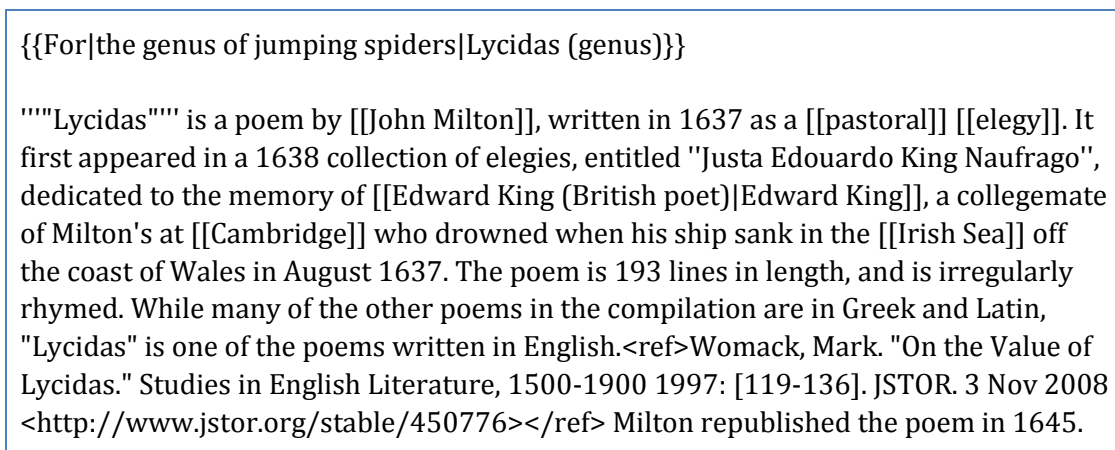 {{For|the genus of jumping spiders|Lycidas (genus)}}
''''"Lycidas"''' is a poem by [[John Milton]], written in 1637 as a [[pastoral]] [[elegy]]. It
first appeared in a 1638 collection of elegies, entitled ''Justa Edouardo King Naufrago'',
dedicated to the memory of [[Edward King (British poet)|Edward King]], a collegemate
of Milton's at [[Cambridge]] who drowned when his ship sank in the [[Irish Sea]] off
the coast of Wales in August 1637. The poem is 193 lines in length, and is irregularly
rhymed. While many of the other poems in the compilation are in Greek and Latin,
"Lycidas" is one of the poems written in English.<ref>Womack, Mark. "On the Value of
Lycidas." Studies in English Literature, 1500-1900 1997: [119-136]. JSTOR. 3 Nov 2008
<http://www.jstor.org/stable/450776></ref> Milton republished the poem in 1645.